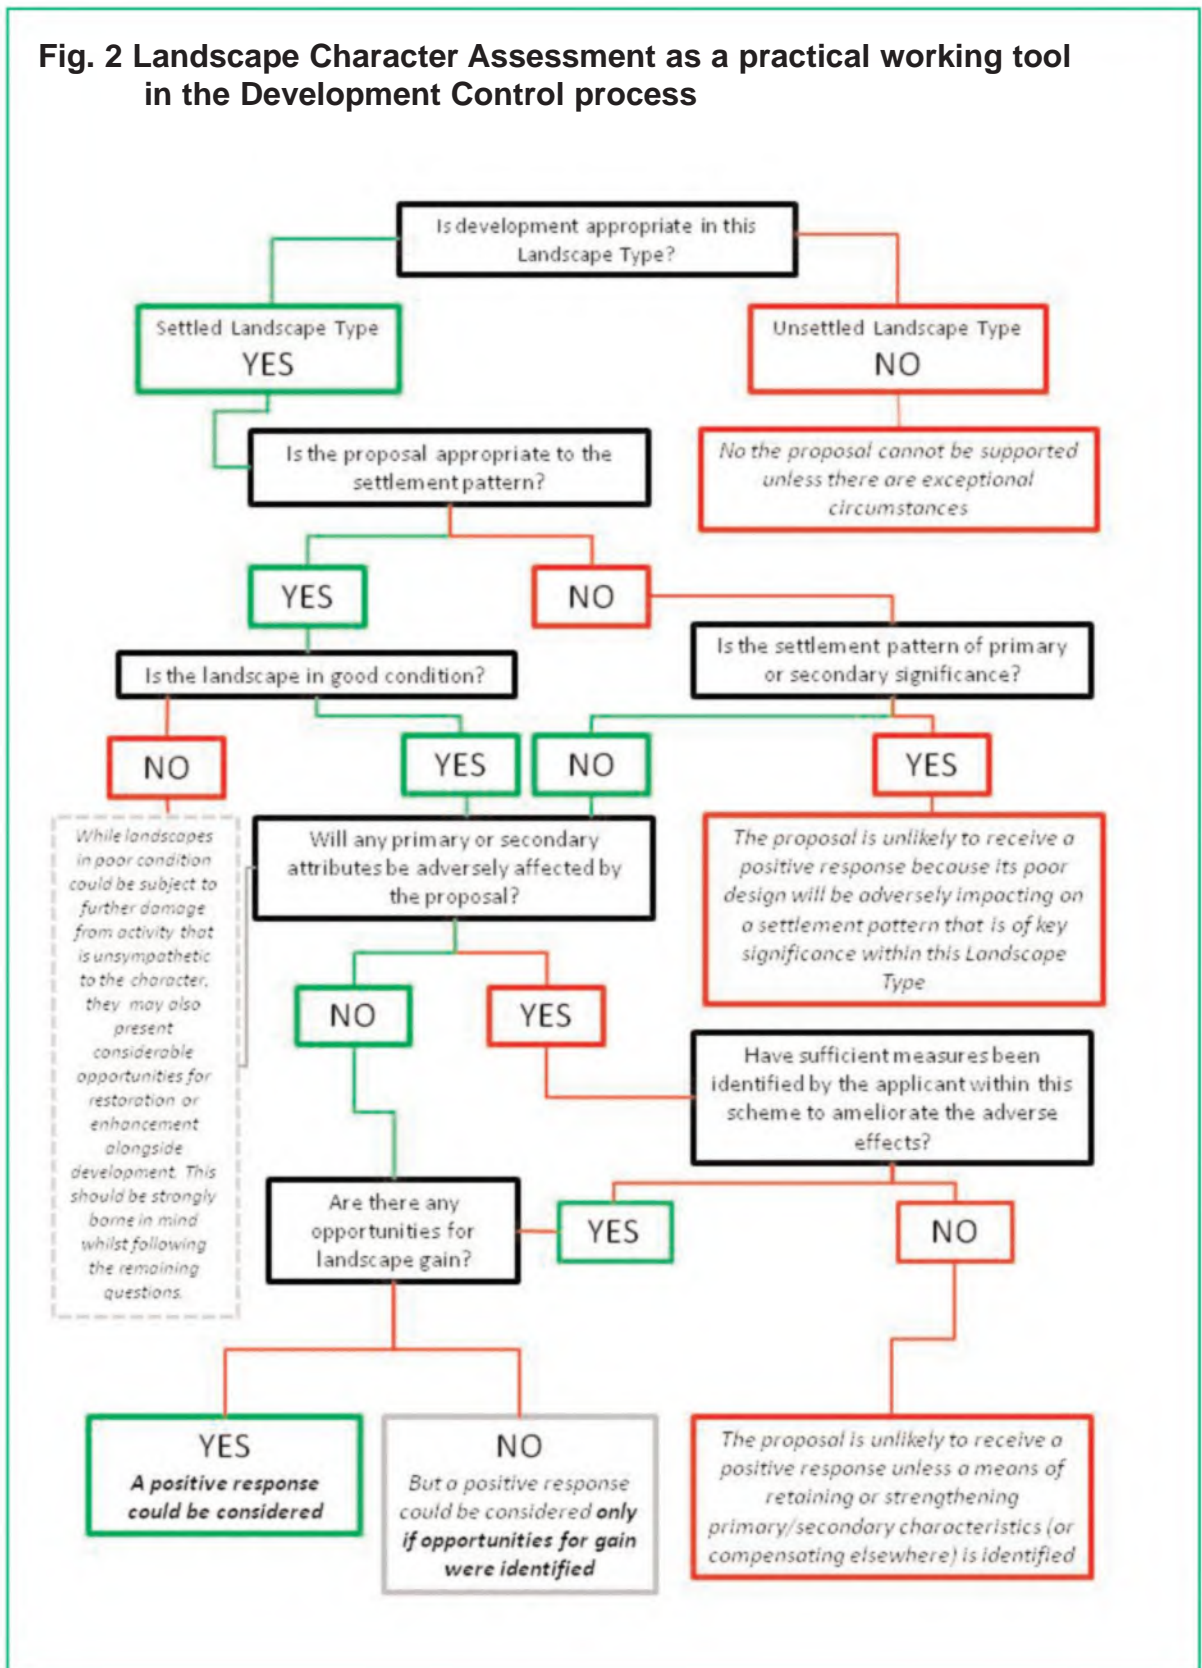 Fig. 2 Landscape Character Assessment as a practical working tool
in the Development Control process
Is development appropriate in this
Landscape Type?
Settled Landscape Type
YES
Unsettled Landscape Type
NO
No the proposal cannot be supported
unless there are exceptional
circumstances
Is the proposal appropriate to the
settlement pattern?
YES
NO
Is the settlement pattern of primary
or secondary significance?
Is the landscape in good condition?
NO
YES
NO
YES
While landscapes
in poor condition
could be subject to
further damage
from activity that
is unsympathetic
to the character,
they may also
present
considerable
opportunities for
restoration or
enhancement
alongside
development. This
should be strongly
borne in mind
whilst following
the remaining
questions.
Will any primary or secondary
attributes be adversely affected by
the proposal?
The proposal is unlikely to receive a
positive response because its poor
design will be adversely impacting on
a settlement pattern that is of key
significance within this Landscape
Type
NO
YES
Have sufficient measures been
identified by the applicant within this
scheme to ameliorate the adverse
effects?
Are there any
opportunities for
landscape gain?
YES
NO
YES
A positive response
could be considered
NO
But a positive response
could be considered only
if opportunities for gain
were identified
The proposal is unlikely to receive a
positive response unless a means of
retaining or strengthening
primary/secondary characteristics (or
compensating elsewhere) is identified